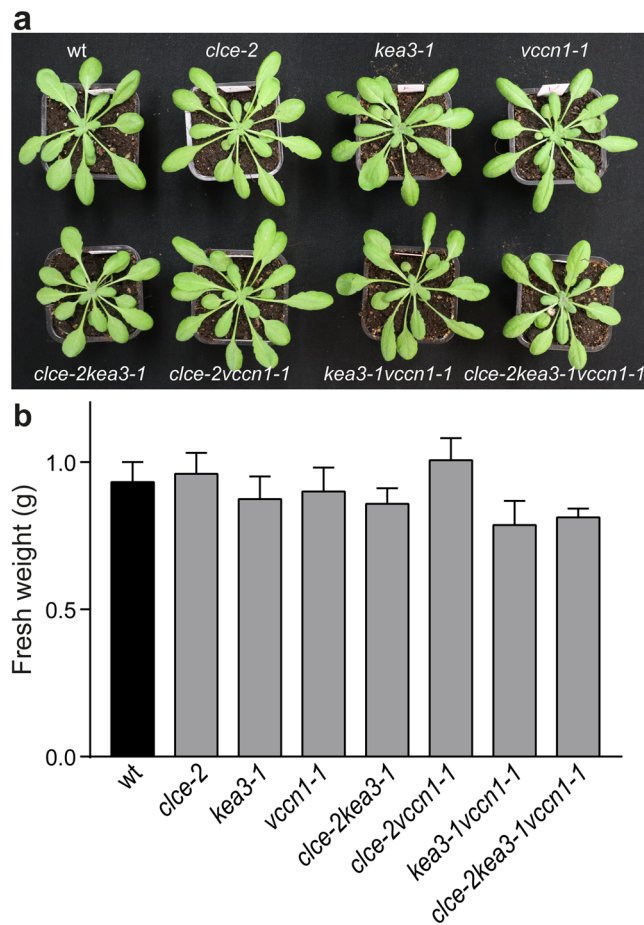 a
wt clce-2 kea3-1 vccn1-1
clce-2kea3-1 clce-2vccn1-1 kea3-1vccn1-1 clce-2kea3-1vccn1-1
b
Fresh weight (g)
1.0
0.5
0.0
wt
clce-2
kea3-1
vccn1-1
clce-2kea3-1
clce-2vccn1-1
kea3-1vccn1-1
clce-2kea3-1vccn1-1